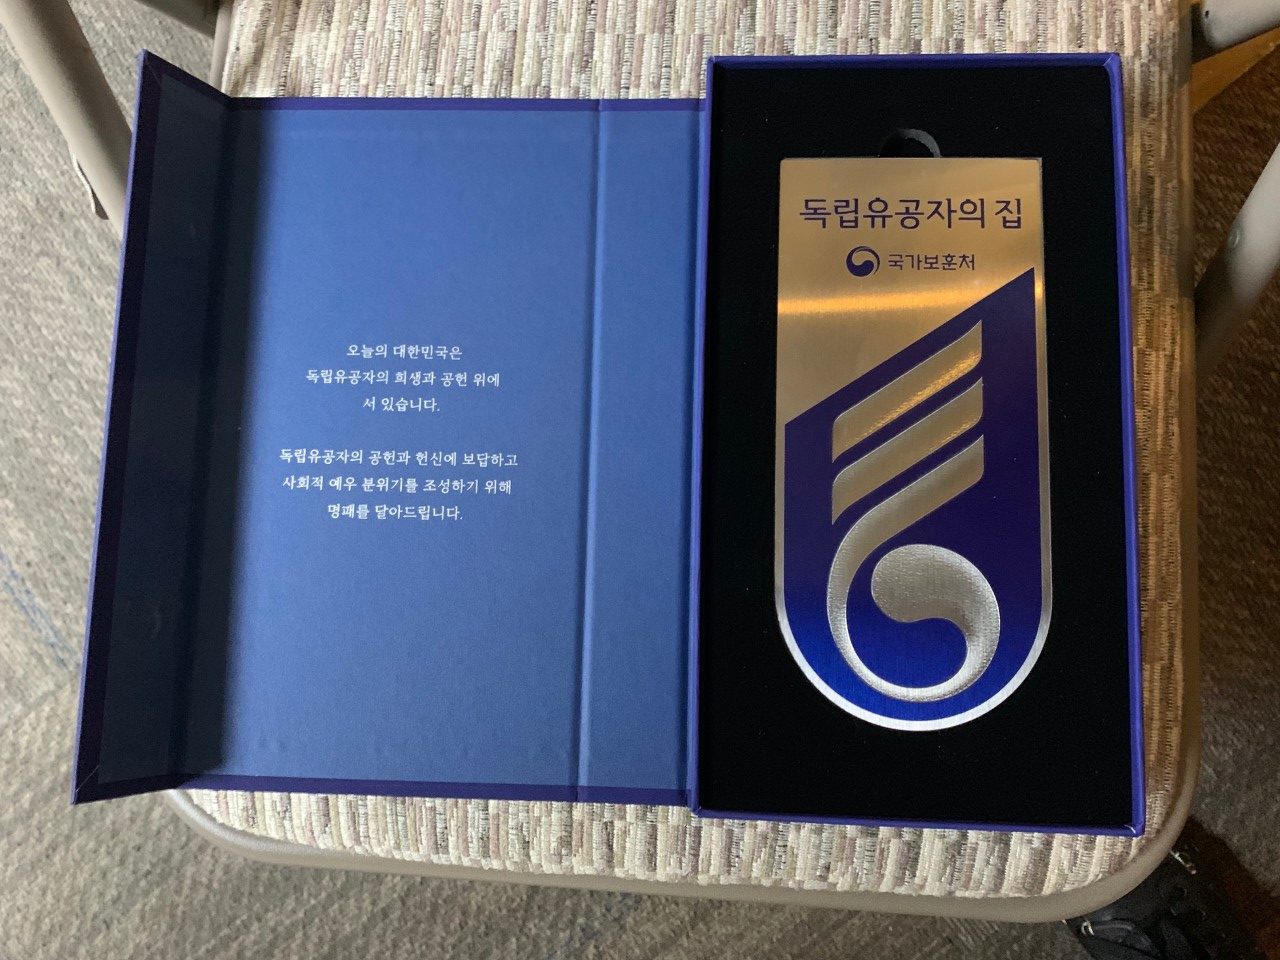 오늘의 대한민국은
독립유공자의 희생과 공헌 위에
서 있습니다.
독립유공자의 공헌과 헌신에 보답하고
사회적 예우 분위기를 조성하기 위해
명패를 달아드립니다.
독립유공자의 집
국가보훈처